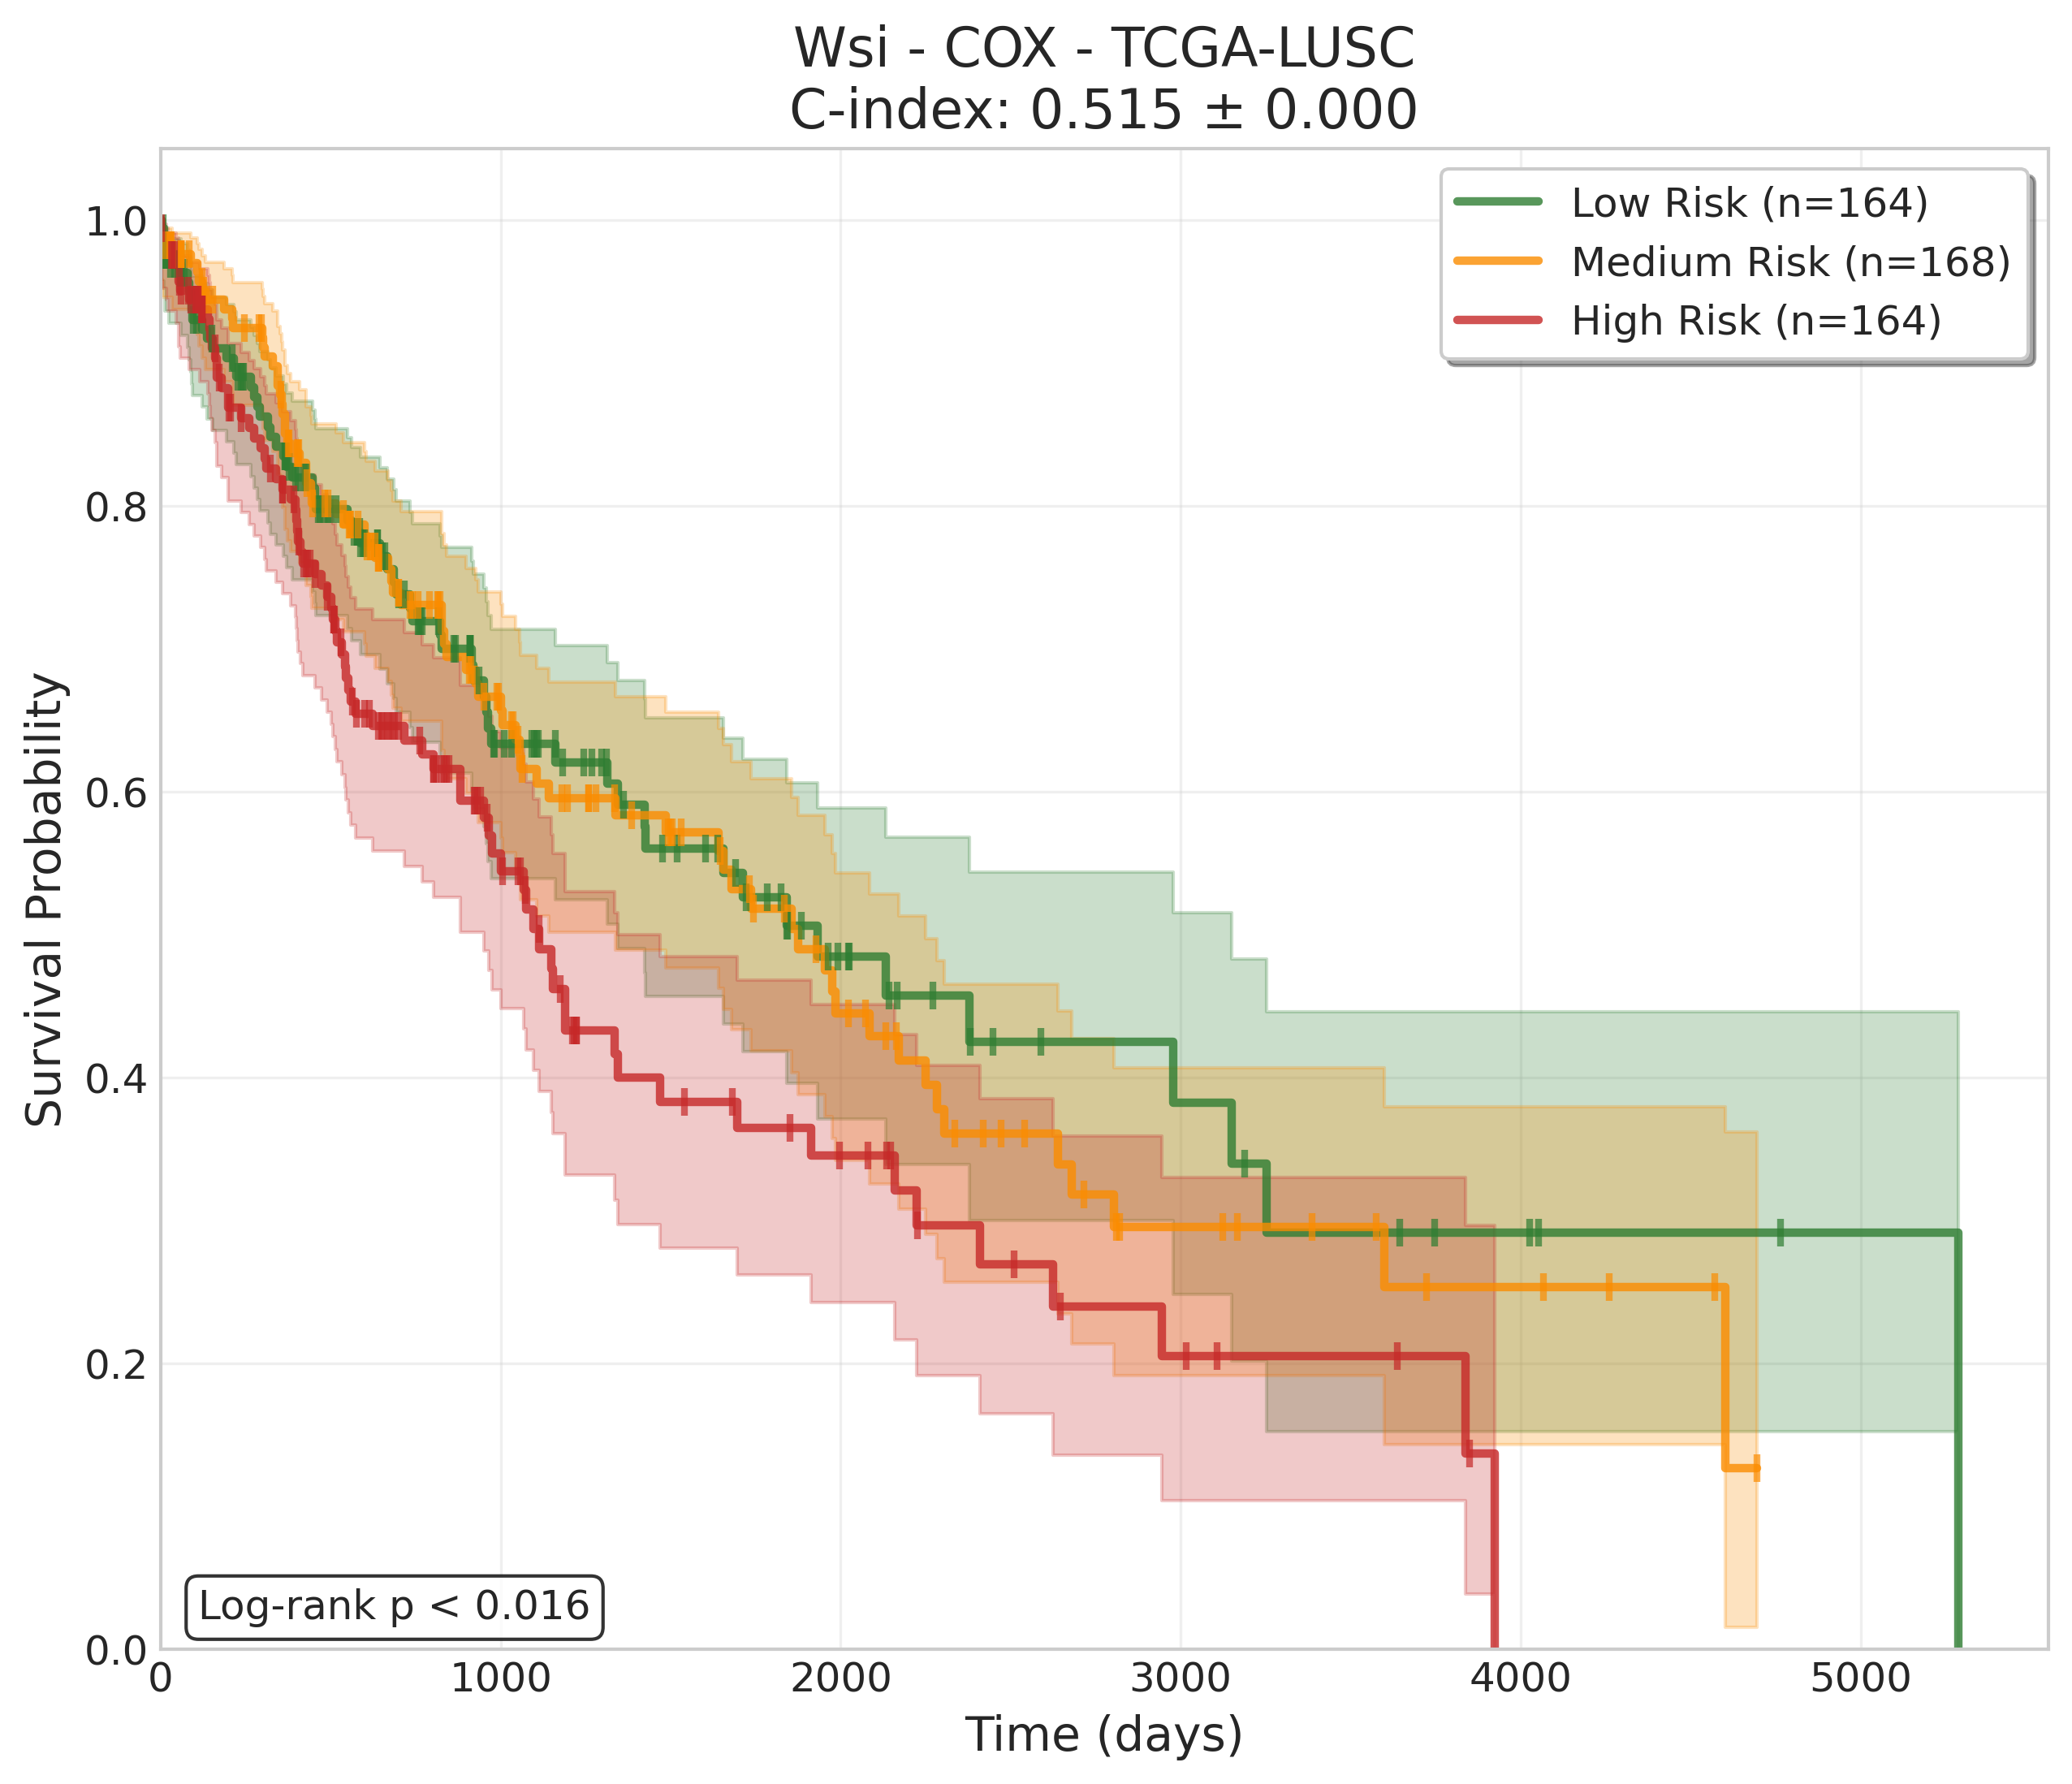 Wsi - COX - TCGA-LUSC
C-index: 0.515 ± 0.000
Low Risk (n=164)
Medium Risk (n=168)
High Risk (n=164)
Survival Probability
1.0
0.8
0.6
0.4
0.2
0.0
Log-rank p < 0.016
0 1000 2000 3000 4000 5000
Time (days)